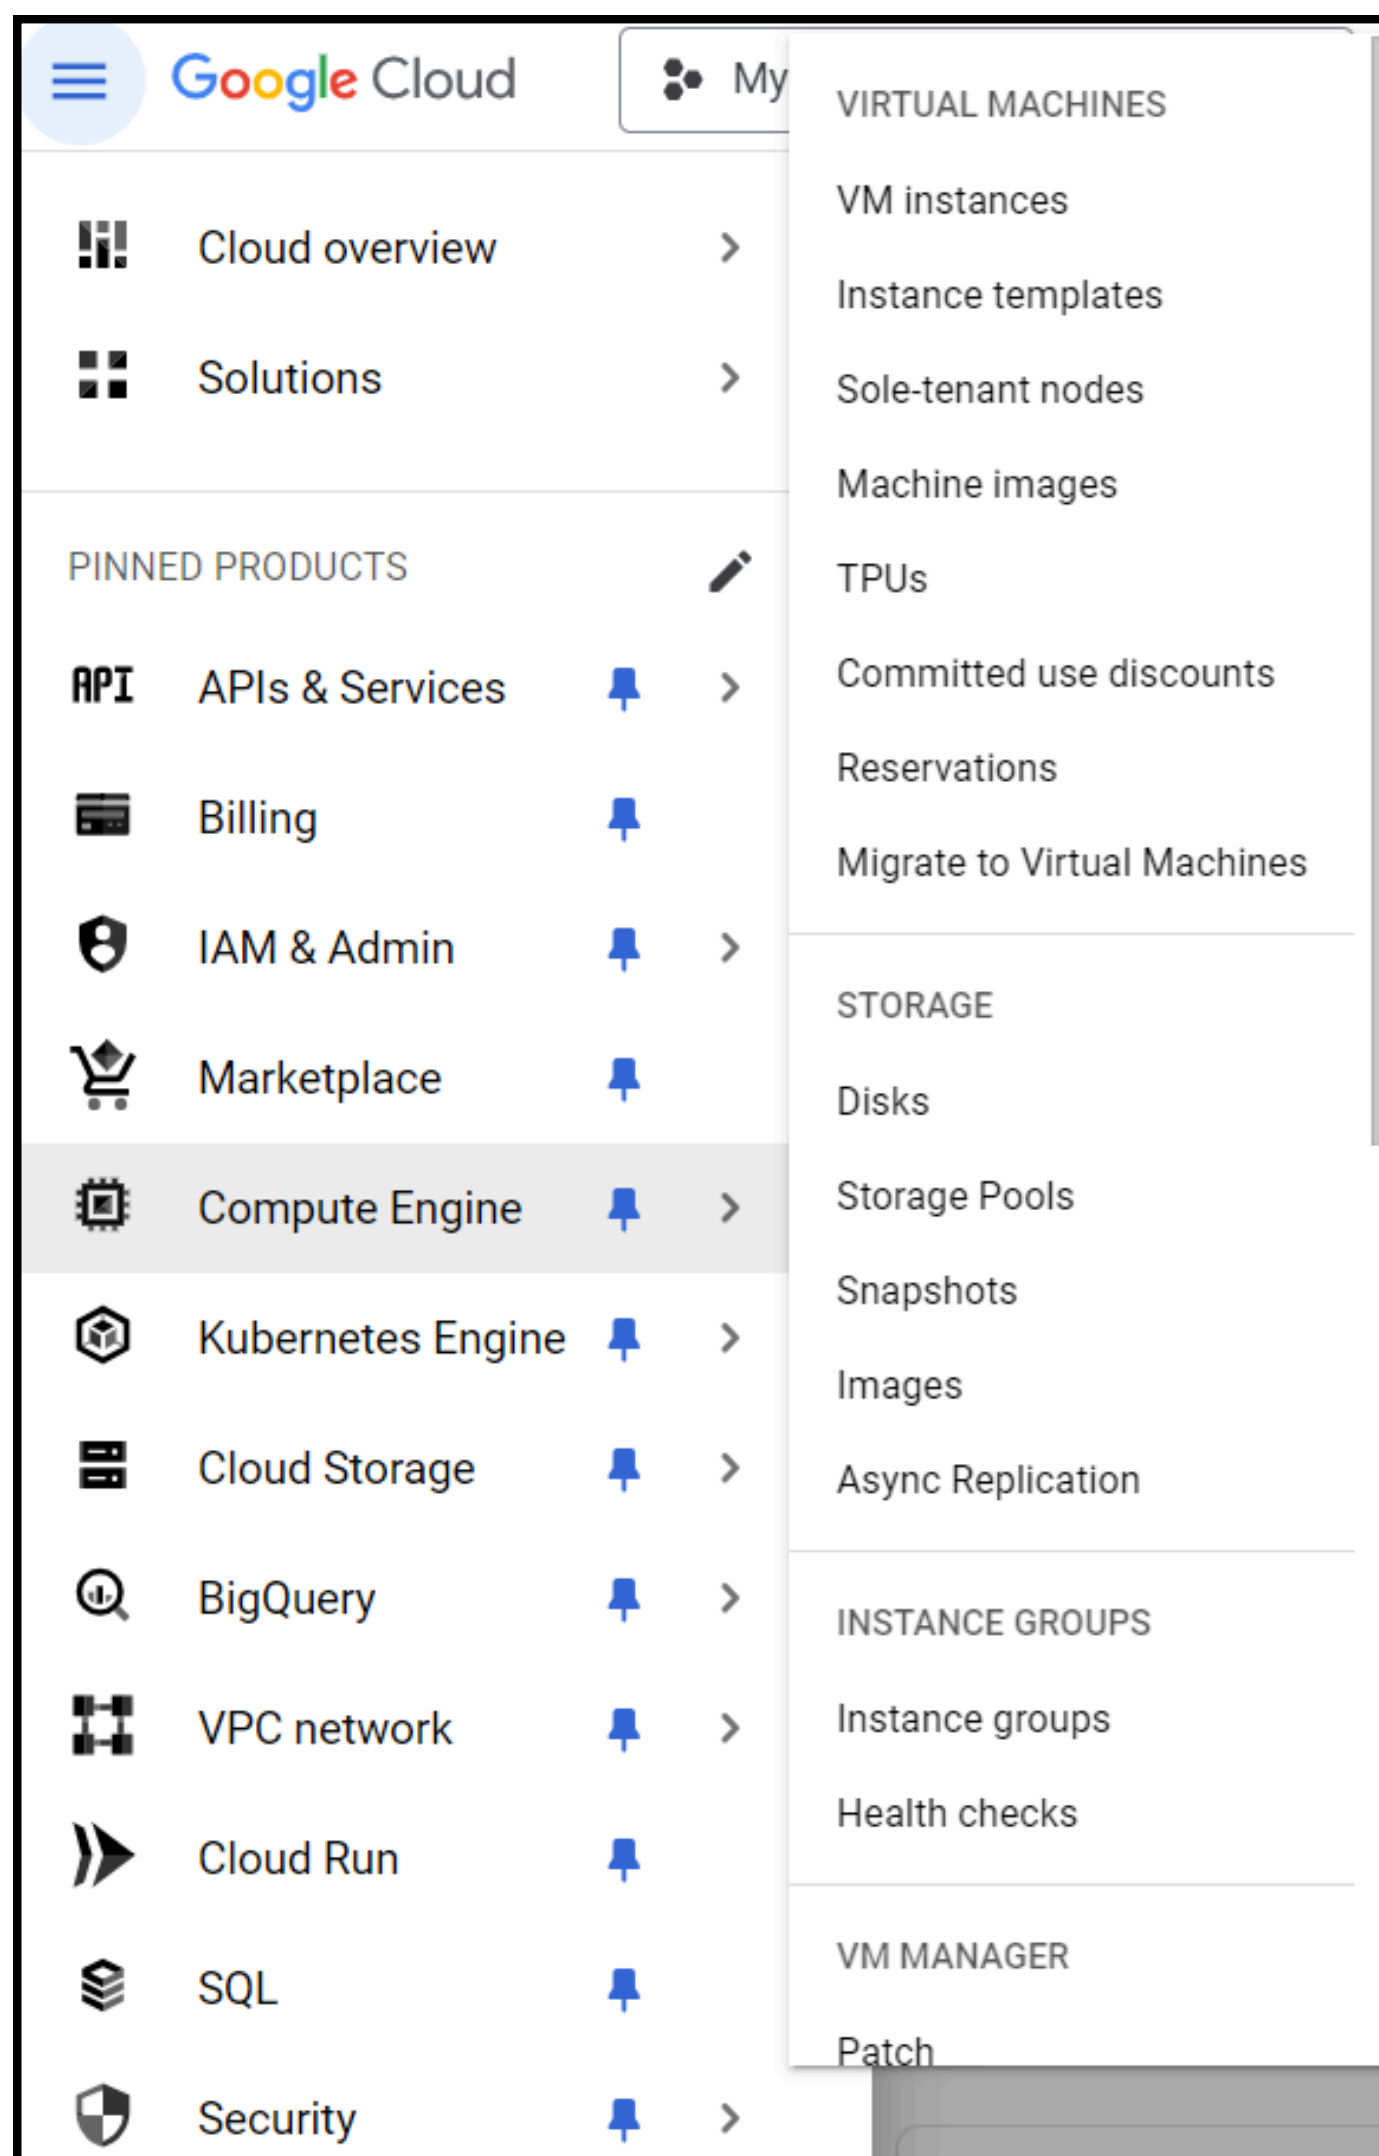 Google Cloud
My
Cloud overview
Solutions
PINNED PRODUCTS
API
APIs & Services
Billing
IAM & Admin
Marketplace
Compute Engine
Kubernetes Engine
Cloud Storage
BigQuery
VPC network
Cloud Run
SQL
Security
VIRTUAL MACHINES
VM instances
Instance templates
Sole-tenant nodes
Machine images
TPUs
Committed use discounts
Reservations
Migrate to Virtual Machines
STORAGE
Disks
Storage Pools
Snapshots
Images
Async Replication
INSTANCE GROUPS
Instance groups
Health checks
VM MANAGER
Patch